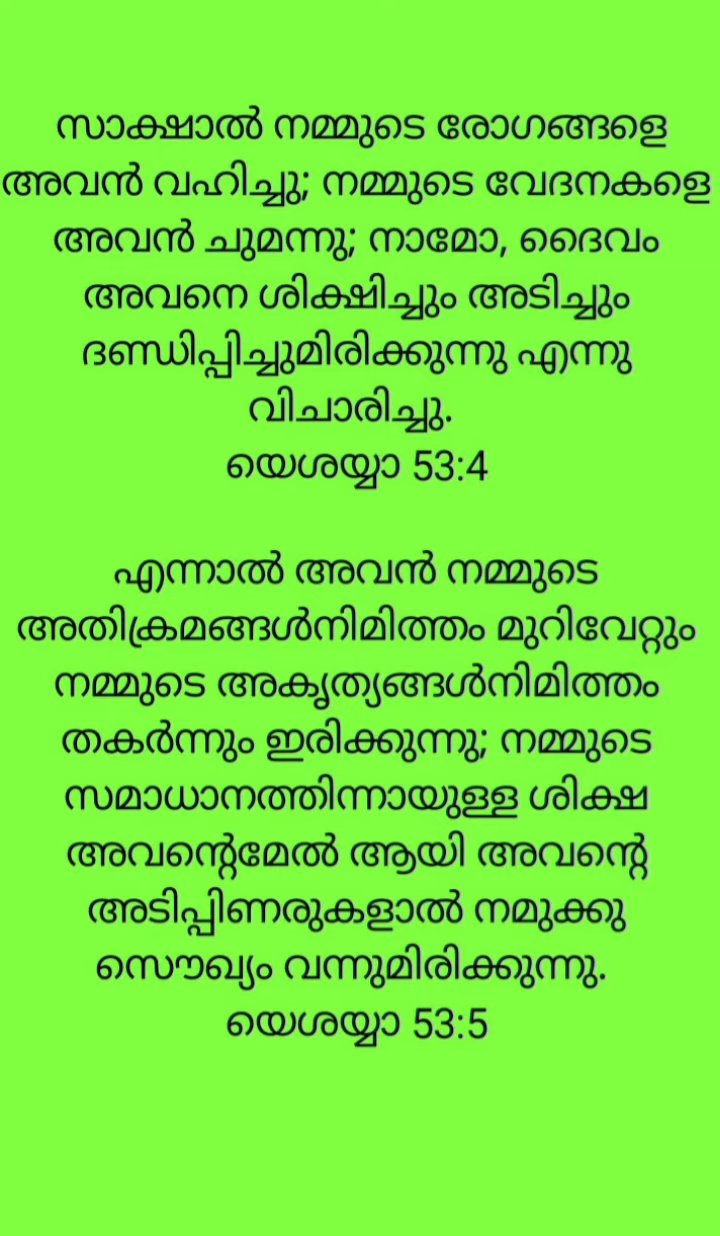 സാക്ഷാൽ നമ്മുടെ രോഗങ്ങളെ
അവൻ വഹിച്ചു; നമ്മുടെ വേദനകളെ
അവൻ ചുമന്നു; നാമോ, ദൈവം
അവനെ ശിക്ഷിച്ചും അടിച്ചും
ദണ്ഡിപ്പിച്ചുമിരിക്കുന്നു എന്നു
വിചാരിച്ചു.
യെശയ്യാ 53:4
എന്നാൽ അവൻ നമ്മുടെ
അതിക്രമങ്ങൾനിമിത്തം മുറിവേറ്റും
നമ്മുടെ അകൃത്യങ്ങൾനിമിത്തം
തകർന്നും ഇരിക്കുന്നു; നമ്മുടെ
സമാധാനത്തിന്നായുള്ള ശിക്ഷ
അവന്റെമേൽ ആയി അവന്റെ
അടിപ്പിണരുകളാൽ നമുക്കു
സൌഖ്യം വന്നുമിരിക്കുന്നു.
യെശയ്യാ 53:5